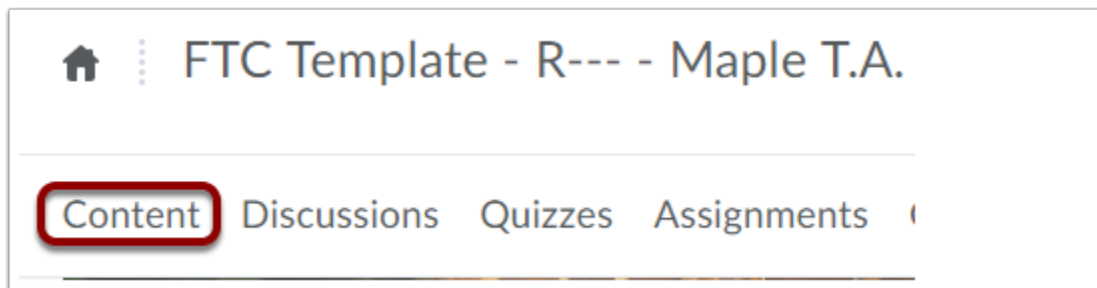 FTC Template - R--- - Maple T.A.
Content Discussions Quizzes Assignments